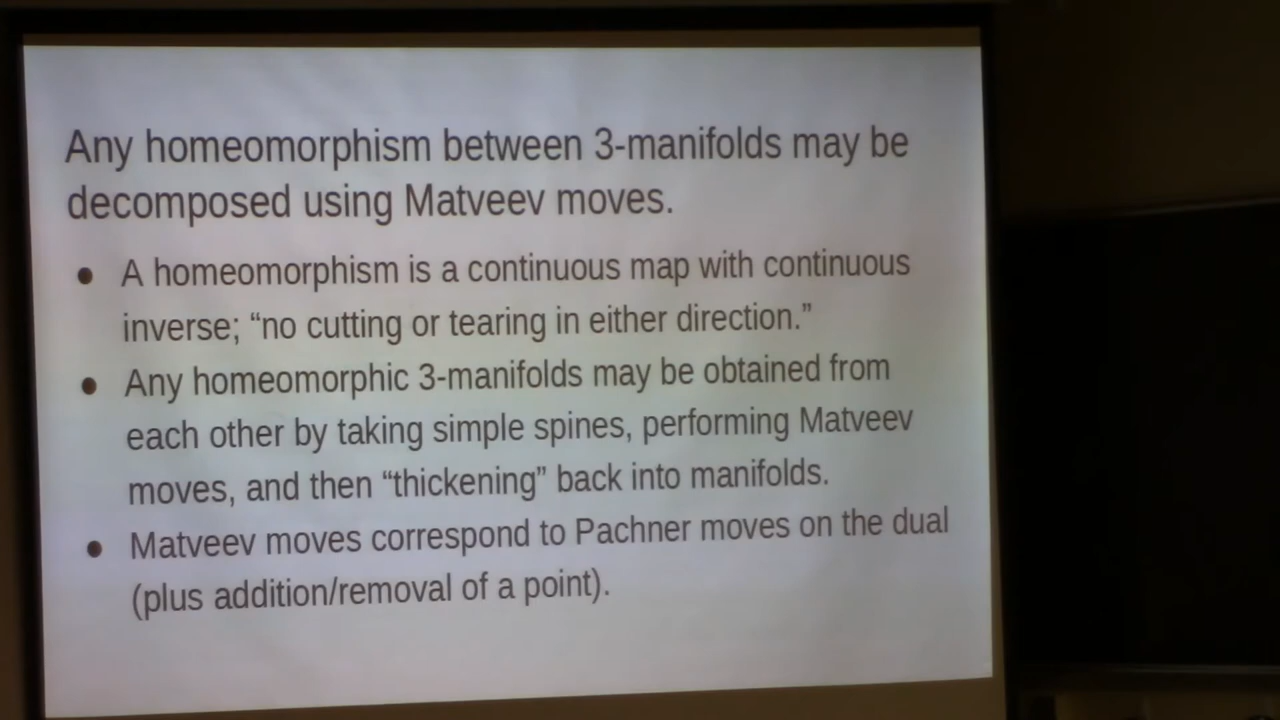 Any homeomorphism between 3-manifolds may be
decomposed using Matveev moves.
● A homeomorphism is a continuous map with continuous
inverse; “no cutting or tearing in either direction.”
● Any homeomorphic 3-manifolds may be obtained from
each other by taking simple spines, performing Matveev
moves, and then “thickening” back into manifolds.
● Matveev moves correspond to Pachner moves on the dual
(plus addition/removal of a point).